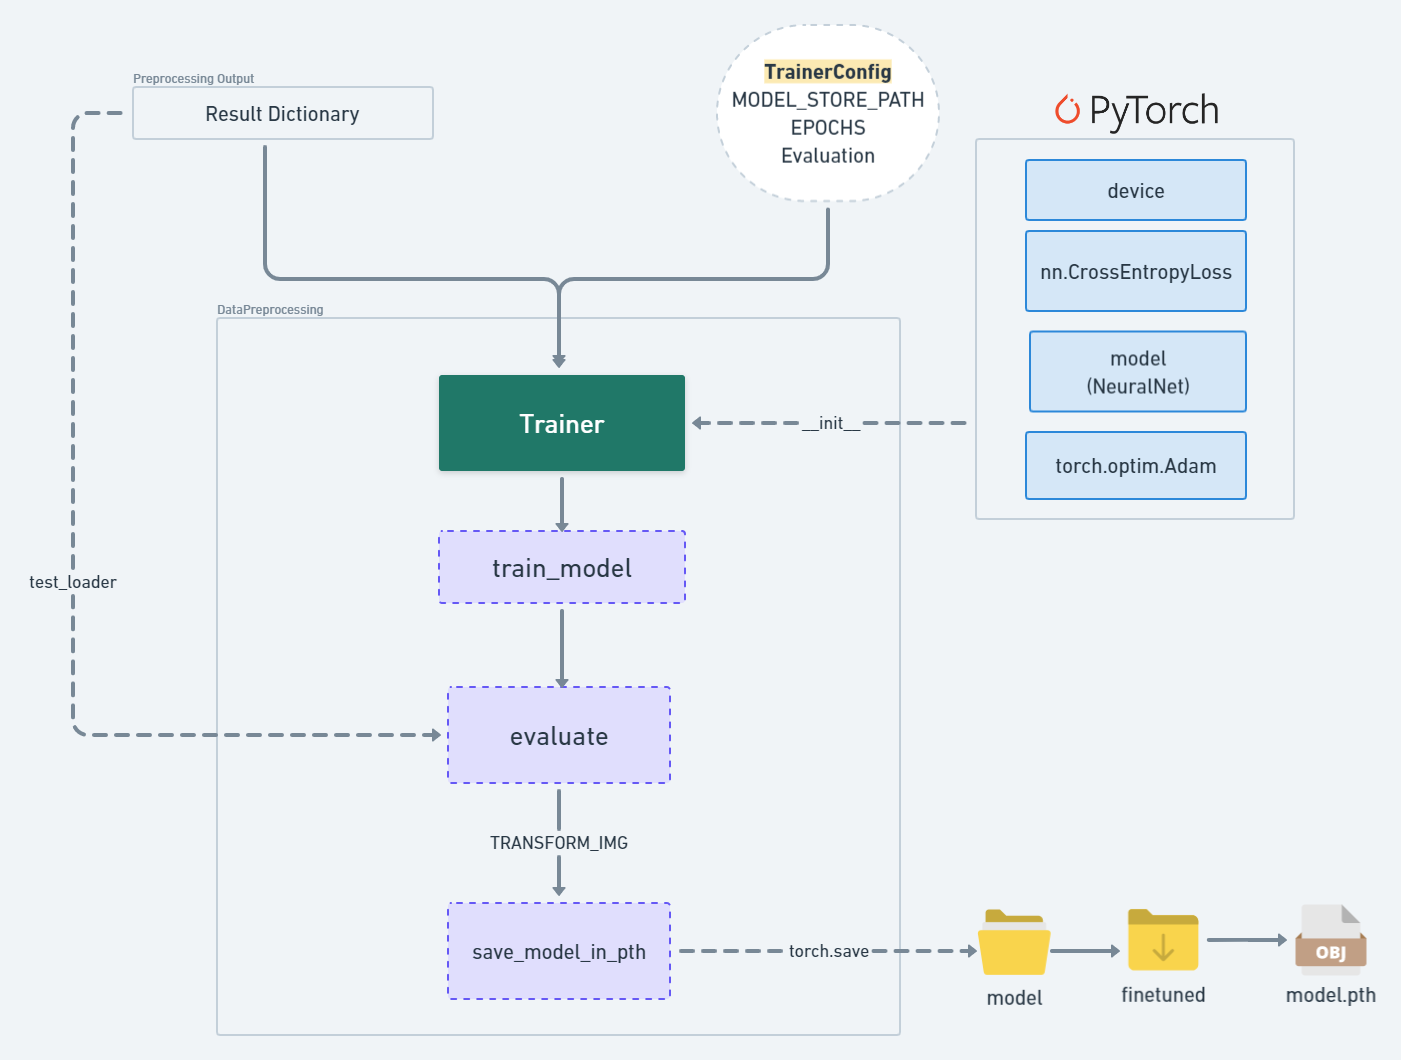 Preprocessing Output
Result Dictionary
TrainerConfig
MODEL_STORE_PATH
EPOCHS
Evaluation
PyTorch
device
nn.CrossEntropyLoss
model
(NeuralNet)
torch.optim.Adam
DataPreprocessing
Trainer
__init__
train_model
test_loader
evaluate
TRANSFORM_IMG
save_model_in_pth
torch.save
model
finetuned
OBJ
model.pth